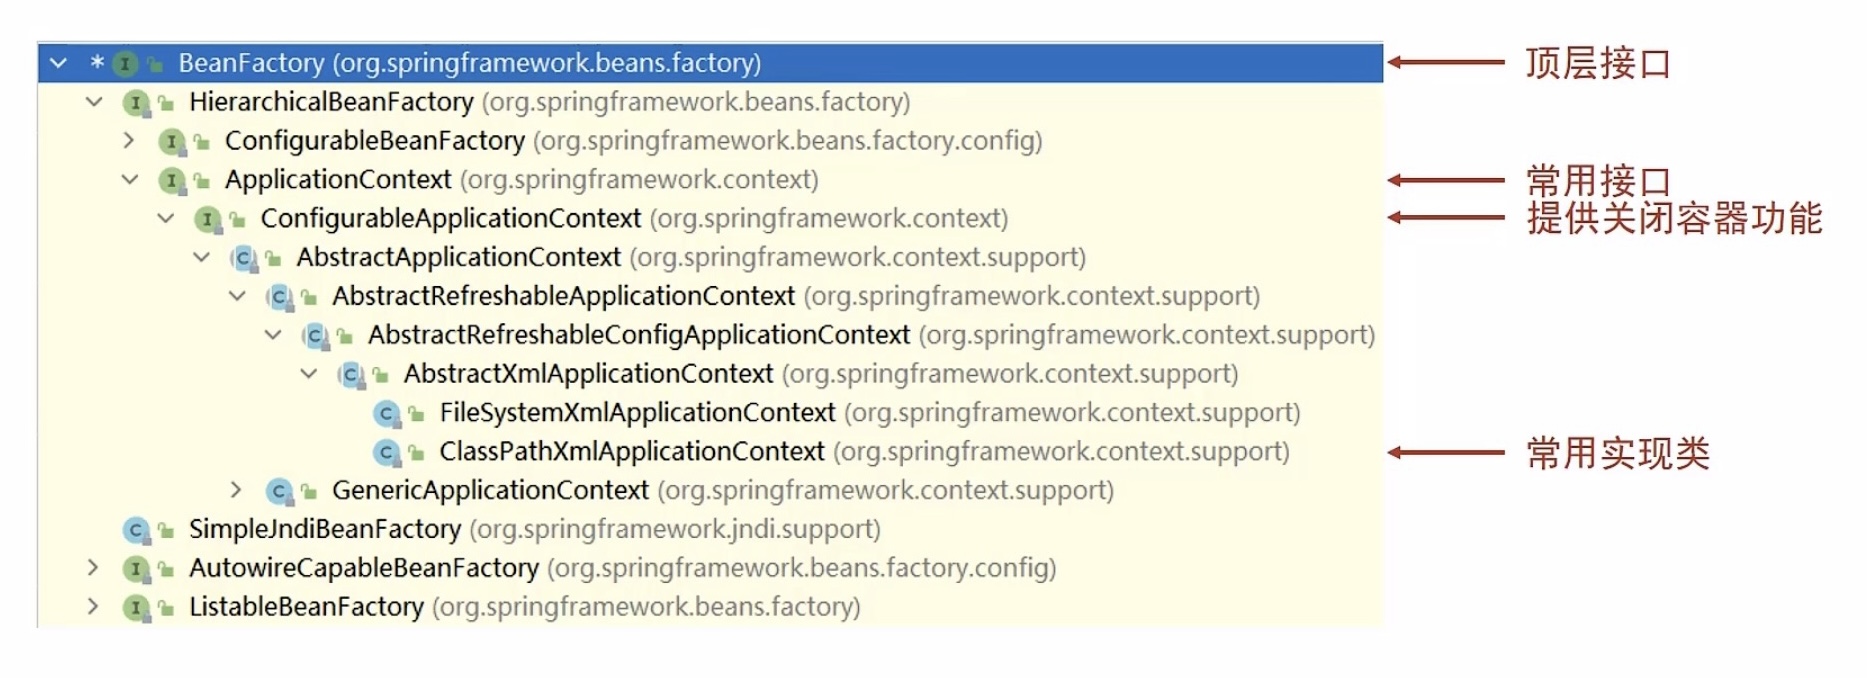 * I BeanFactory (org.springframework.beans.factory) 顶层接口
I HierarchicalBeanFactory (org.springframework.beans.factory)
I ConfigurableBeanFactory (org.springframework.beans.factory.config)
I ApplicationContext (org.springframework.context) 常用接口
I ConfigurableApplicationContext (org.springframework.context) 提供关闭容器功能
C AbstractApplicationContext (org.springframework.context.support)
C AbstractRefreshableApplicationContext (org.springframework.context.support)
C AbstractRefreshableConfigApplicationContext (org.springframework.context.support)
C AbstractXmlApplicationContext (org.springframework.context.support)
C FileSystemXmlApplicationContext (org.springframework.context.support)
C ClassPathXmlApplicationContext (org.springframework.context.support) 常用实现类
C GenericApplicationContext (org.springframework.context.support)
C SimpleJndiBeanFactory (org.springframework.jndi.support)
I AutowireCapableBeanFactory (org.springframework.beans.factory.config)
I ListableBeanFactory (org.springframework.beans.factory)